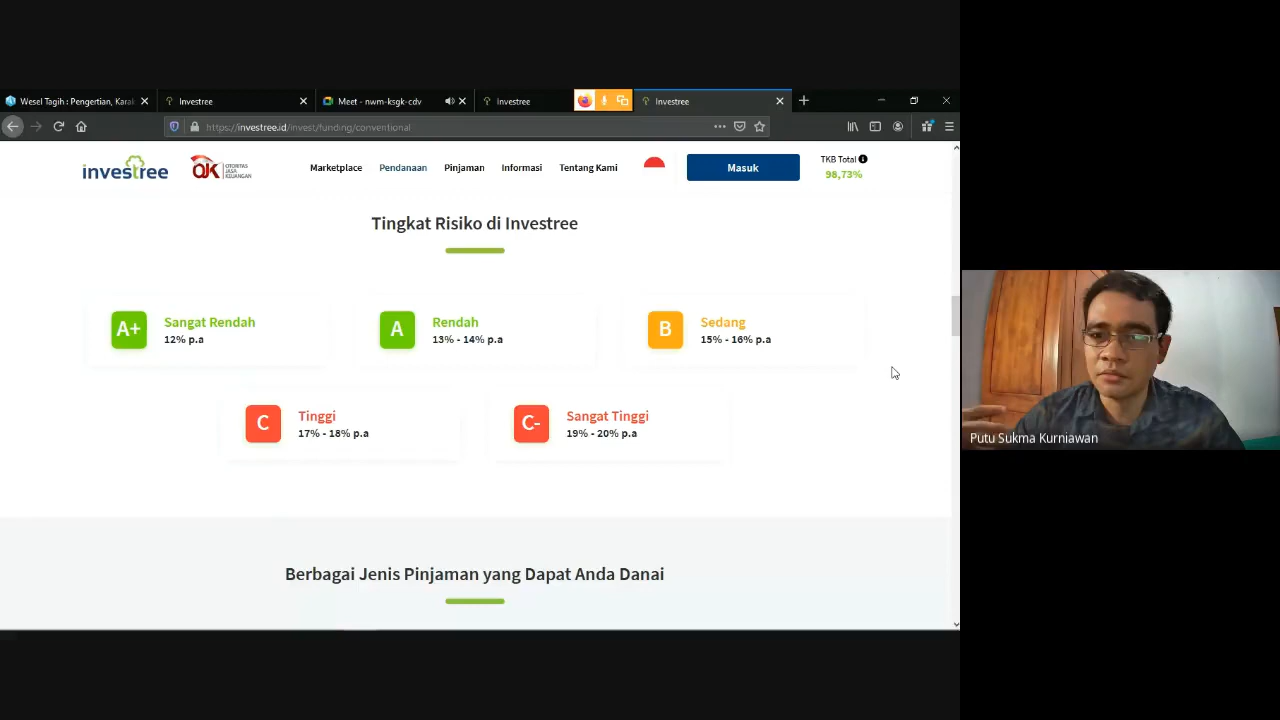 Wesel Tagih : Pengertian, Karak
Investree
Meet - nwm-ksgk-cdv
Investree
Investree
https://investree.id/invest/funding/conventional
investree
OJK OTORITAS JASA KEUANGAN
Marketplace
Pendanaan
Pinjaman
Informasi
Tentang Kami
Masuk
TKB Total
98,73%
Tingkat Risiko di Investree
A+
Sangat Rendah
12% p.a
A
Rendah
13% - 14% p.a
B
Sedang
15% - 16% p.a
C
Tinggi
17% - 18% p.a
C-
Sangat Tinggi
19% - 20% p.a
Berbagai Jenis Pinjaman yang Dapat Anda Danai
Putu Sukma Kurniawan